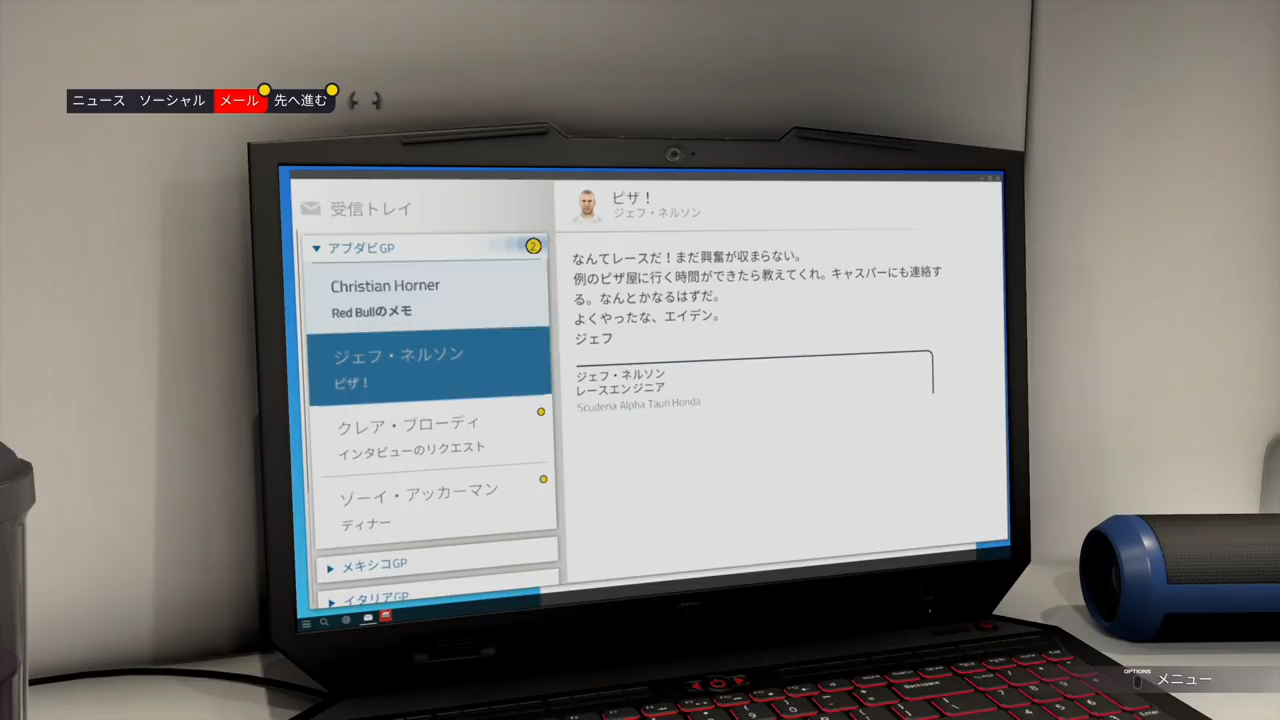 ニュース ソーシャル メール 先へ進む
受信トレイ
アブダビGP
2
Christian Horner
Red Bullのメモ
ジェフ・ネルソン
ピザ！
クレア・ブローディ
インタビューのリクエスト
ゾーイ・アッカーマン
ディナー
メキシコGP
イタリアGP
ピザ！
ジェフ・ネルソン
なんてレースだ！まだ興奮が収まらない。
例のピザ屋に行く時間ができたら教えてくれ。キャスパーにも連絡す
る。なんとかなるはずだ。
よくやったな、エイデン。
ジェフ
ジェフ・ネルソン
レースエンジニア
Scuderia Alpha Tauri Honda
OPTIONS
メニュー